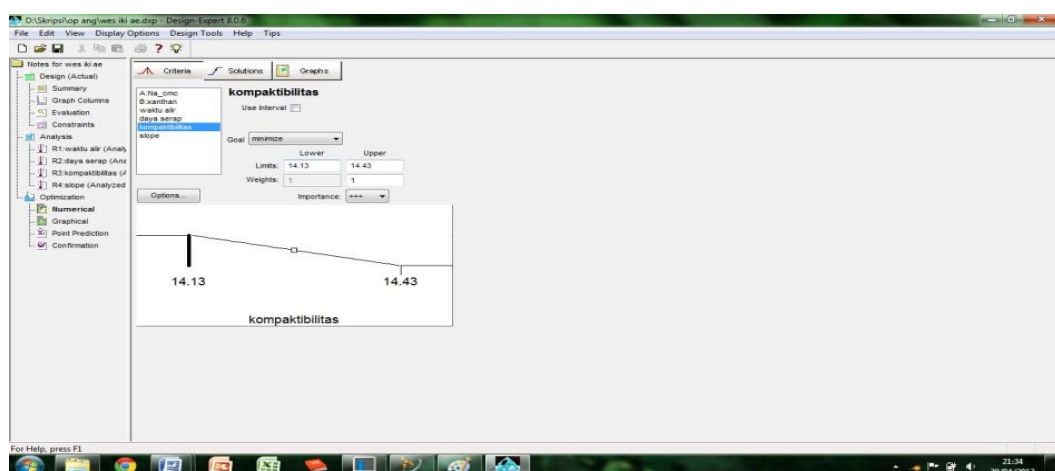 D:\Skripsi\op ang\wes iki ae.dxp - Design-Expert 8.0.6
File Edit View Display Options Design Tools Help Tips
Notes for wes iki ae
Design (Actual)
Summary
Graph Columns
Evaluation
Constraints
Analysis
R1:waktu alir (Analy
R2:daya serap (Ana
R3:kompaktibilitas (A
R4:slope (Analyzed
Optimization
Numerical
Graphical
Point Prediction
Confirmation
Criteria Solutions Graphs
A:Na_cmc
B:xanthan
waktu alir
daya serap
kompaktibilitas
slope
kompaktibilitas
Use Interval
Goal minimize
Lower Upper
Limits: 14.13 14.43
Weights: 1 1
Options... Importance: +++
14.13 14.43
kompaktibilitas
For Help, press F1
21:34